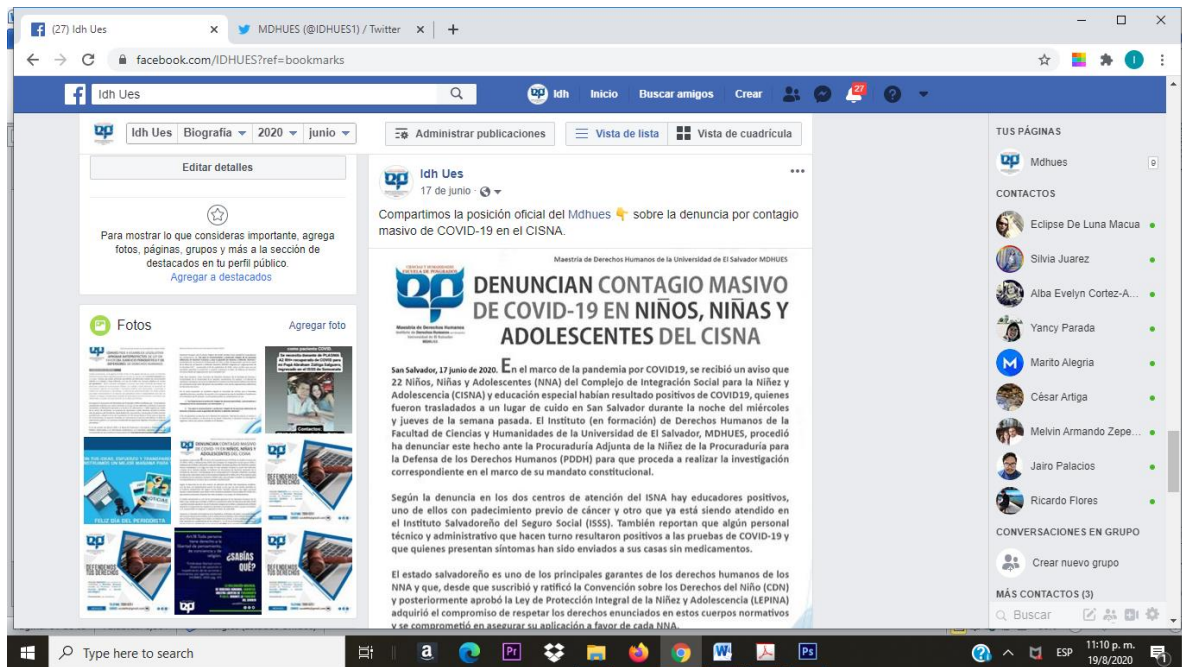 (27) Idh Ues
MDHUES (@IDHUES1) / Twitter
facebook.com/IDHUES?ref=bookmarks
Idh Ues
Idh Inicio Buscar amigos Crear 27
Idh Ues Biografía 2020 junio
Administrar publicaciones Vista de lista Vista de cuadrícula
Editar detalles
Para mostrar lo que consideras importante, agrega
fotos, páginas, grupos y más a la sección de
destacados en tu perfil público.
Agregar a destacados
Fotos Agregar foto
FELIZ DÍA DEL PERIODISTA
¿SABÍAS
QUÉ?
Idh Ues
17 de junio
Compartimos la posición oficial del Mdhues 👇 sobre la denuncia por contagio
masivo de COVID-19 en el CISNA.
Maestría de Derechos Humanos de la Universidad de El Salvador MDHUES
DENUNCIAN CONTAGIO MASIVO
DE COVID-19 EN NIÑOS, NIÑAS Y
ADOLESCENTES DEL CISNA
San Salvador, 17 junio de 2020. En el marco de la pandemia por COVID19, se recibió un aviso que
22 Niños, Niñas y Adolescentes (NNA) del Complejo de Integración Social para la Niñez y
Adolescencia (CISNA) y educación especial habían resultado positivos de COVID19, quienes
fueron trasladados a un lugar de cuido en San Salvador durante la noche del miércoles
y jueves de la semana pasada. El Instituto (en formación) de Derechos Humanos de la
Facultad de Ciencias y Humanidades de la Universidad de El Salvador, MDHUES, procedió
ha denunciar este hecho ante la Procuraduría Adjunta de la Niñez de la Procuraduría para
la Defensa de los Derechos Humanos (PDDH) para que proceda a realizar la investigación
correspondiente en el marco de su mandato constitucional.
Según la denuncia en los dos centros de atención del ISNA hay educadores positivos,
uno de ellos con padecimiento previo de cáncer y otro que ya está siendo atendido en
el Instituto Salvadoreño del Seguro Social (ISSS). También reportan que algún personal
técnico y administrativo que hacen turno resultaron positivos a las pruebas de COVID-19 y
que quienes presentan síntomas han sido enviados a sus casas sin medicamentos.
El estado salvadoreño es uno de los principales garantes de los derechos humanos de los
NNA y que, desde que suscribió y ratificó la Convención sobre los Derechos del Niño (CDN)
y posteriormente aprobó la Ley de Protección Integral de la Niñez y Adolescencia (LEPINA)
adquirió el compromiso de respetar los derechos enunciados en estos cuerpos normativos
y se comprometió en asegurar su aplicación a favor de cada NNA.
TUS PÁGINAS
Mdhues 9
CONTACTOS
Eclipse De Luna Macua
Silvia Juarez
Alba Evelyn Cortez-A...
Yancy Parada
Marito Alegria
César Artiga
Melvin Armando Zepe...
Jairo Palacios
Ricardo Flores
CONVERSACIONES EN GRUPO
Crear nuevo grupo
MÁS CONTACTOS (3)
Buscar
Type here to search
ESP
11:10 p. m.
19/8/2020